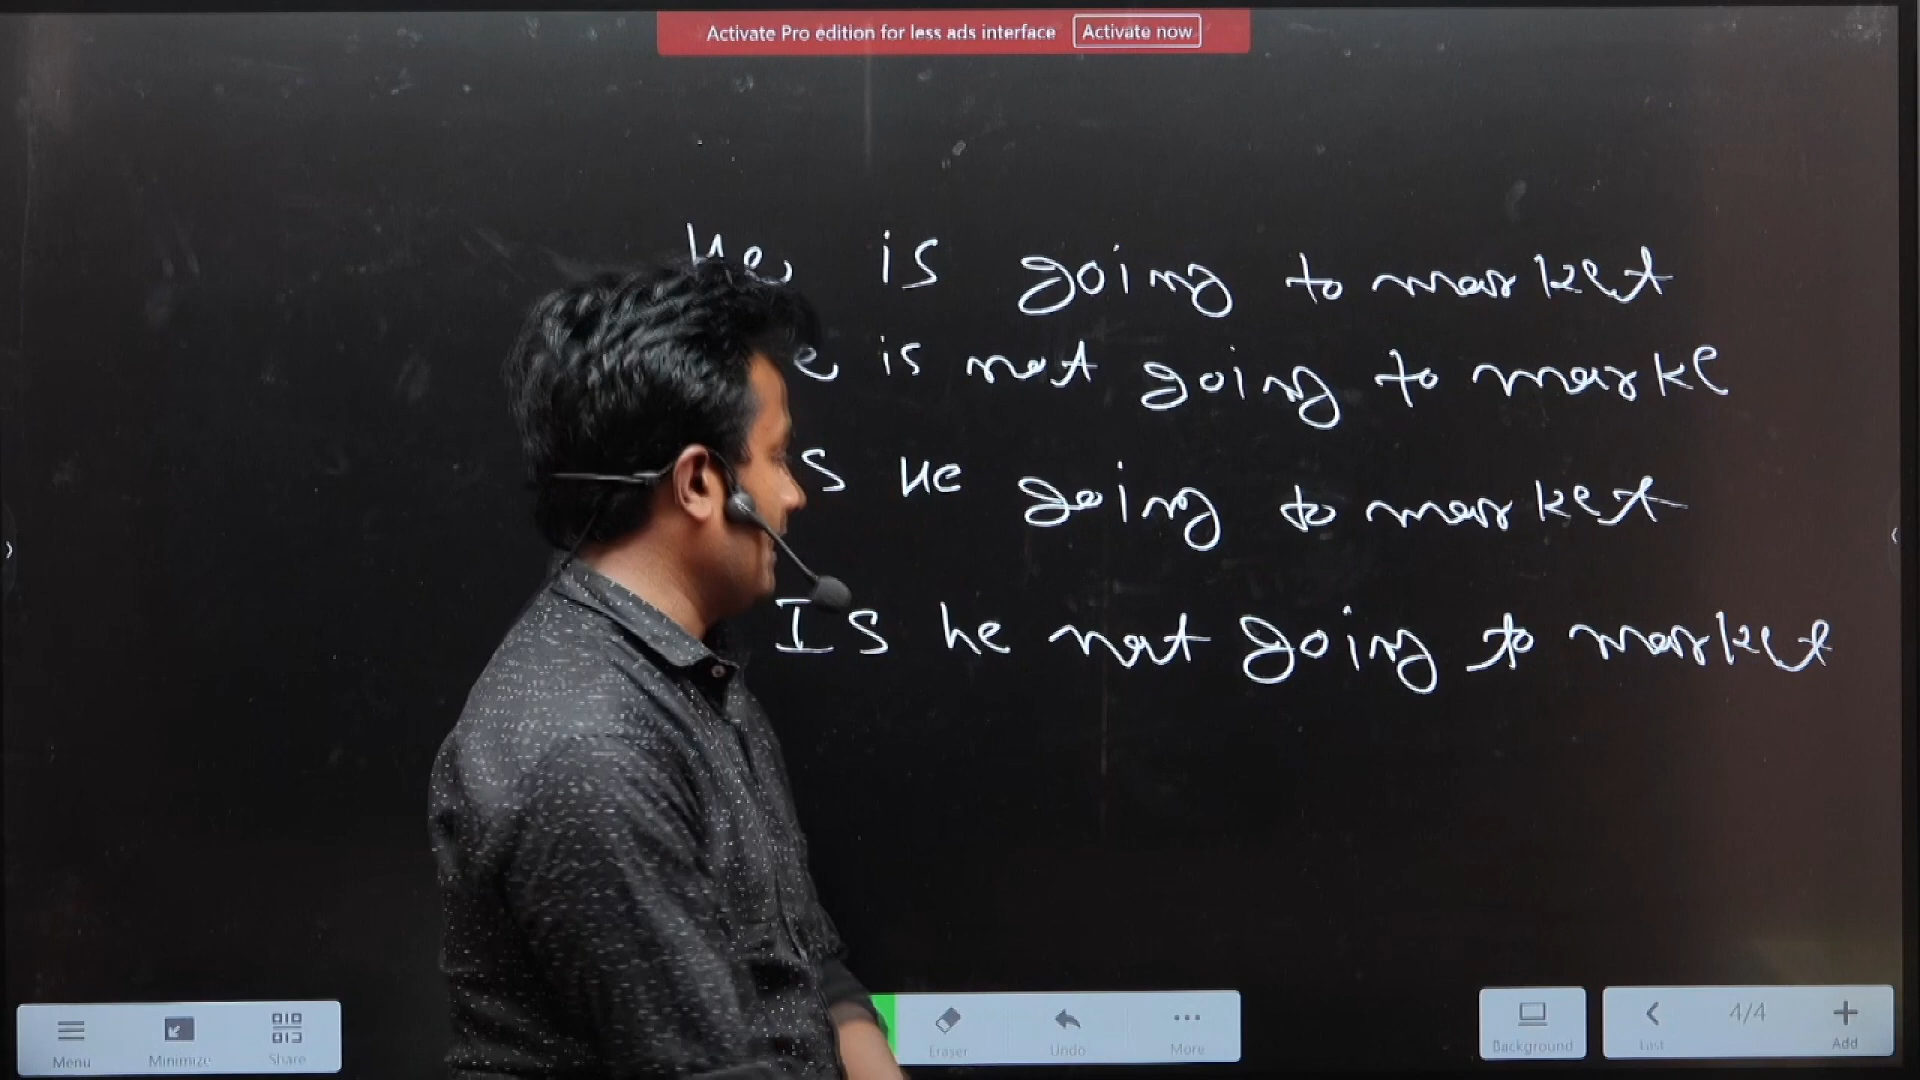 Activate Pro edition for less ads interface Activate now
He is going to market
is not going to marke
he going to market
Is he not going to market
Menu Minimize Share Eraser Undo More Background Last 4/4 Add